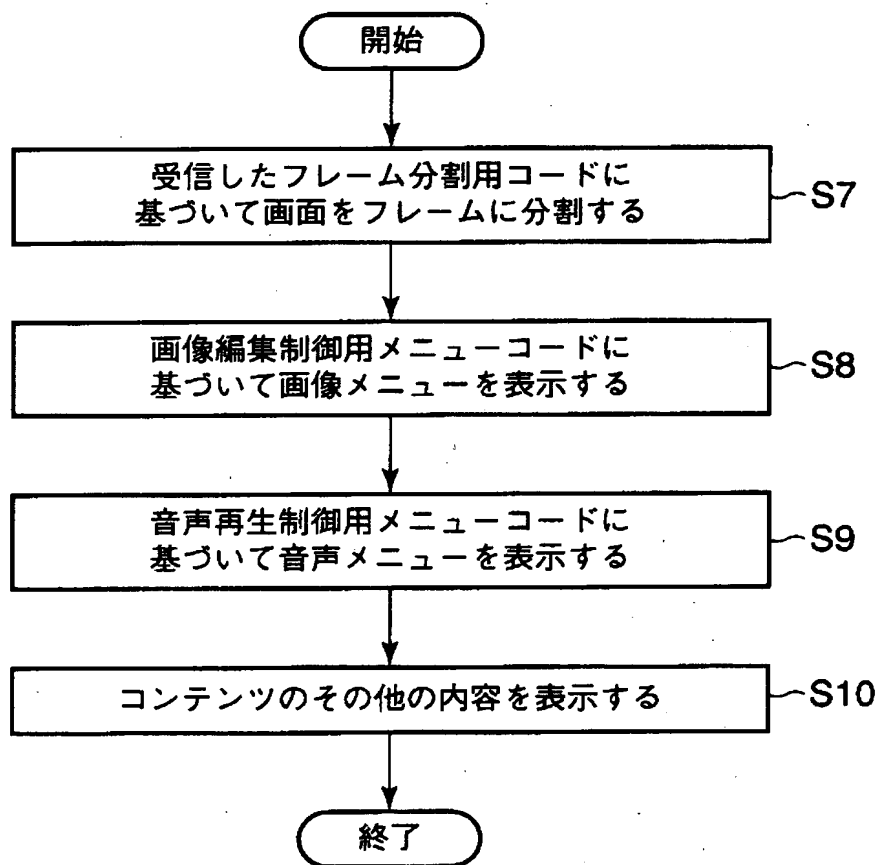 開始
受信したフレーム分割用コードに
基づいて画面をフレームに分割する
S7
画像編集制御用メニューコードに
基づいて画像メニューを表示する
S8
音声再生制御用メニューコードに
基づいて音声メニューを表示する
S9
コンテンツのその他の内容を表示する
S10
終了